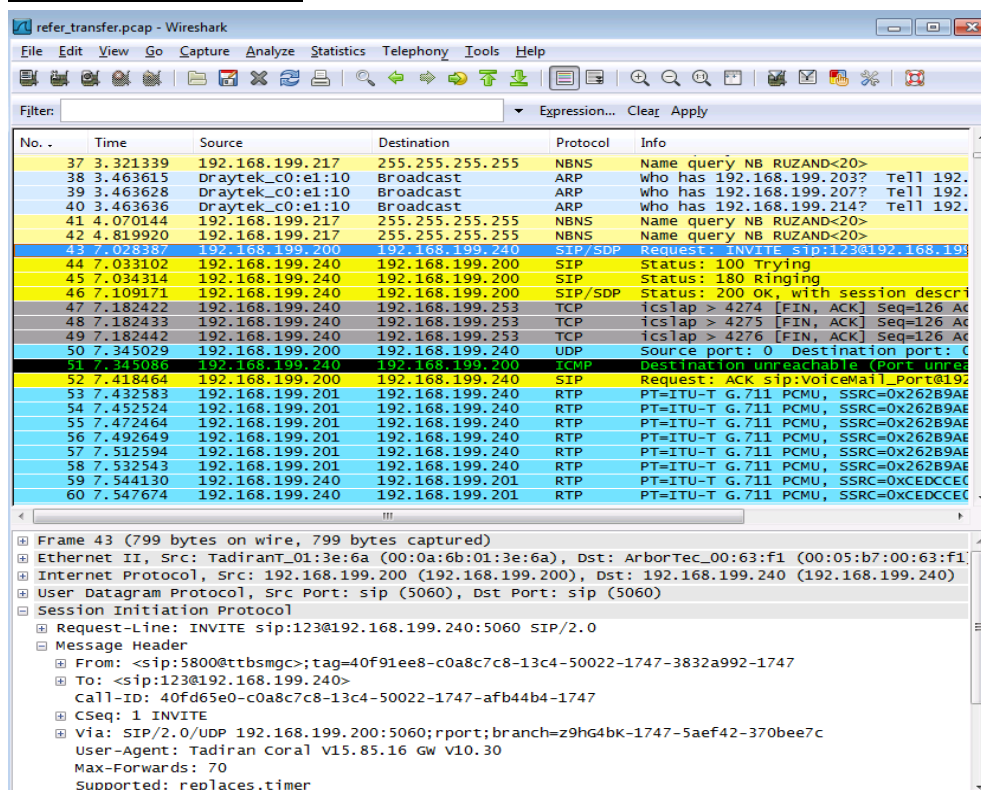 refer_transfer.pcap - Wireshark
File Edit View Go Capture Analyze Statistics Telephony Tools Help
Filter: Expression... Clear Apply
No. . Time Source Destination Protocol Info
37 3.321339 192.168.199.217 255.255.255.255 NBNS Name query NB RUZAND<20>
38 3.463615 Draytek_c0:e1:10 Broadcast ARP who has 192.168.199.203? Tell 192.
39 3.463628 Draytek_c0:e1:10 Broadcast ARP who has 192.168.199.207? Tell 192.
40 3.463636 Draytek_c0:e1:10 Broadcast ARP who has 192.168.199.214? Tell 192.
41 4.070144 192.168.199.217 255.255.255.255 NBNS Name query NB RUZAND<20>
42 4.819920 192.168.199.217 255.255.255.255 NBNS Name query NB RUZAND<20>
43 7.028387 192.168.199.200 192.168.199.240 SIP/SDP Request: INVITE sip:123@192.168.199
44 7.033102 192.168.199.240 192.168.199.200 SIP Status: 100 Trying
45 7.034314 192.168.199.240 192.168.199.200 SIP Status: 180 Ringing
46 7.109171 192.168.199.240 192.168.199.200 SIP/SDP Status: 200 OK, with session descri
47 7.182422 192.168.199.240 192.168.199.253 TCP icslap > 4274 [FIN, ACK] Seq=126 Ac
48 7.182433 192.168.199.240 192.168.199.253 TCP icslap > 4275 [FIN, ACK] Seq=126 Ac
49 7.182442 192.168.199.240 192.168.199.253 TCP icslap > 4276 [FIN, ACK] Seq=126 Ac
50 7.345029 192.168.199.200 192.168.199.240 UDP Source port: 0 Destination port: 0
51 7.345086 192.168.199.240 192.168.199.200 ICMP Destination unreachable (Port unrea
52 7.418464 192.168.199.200 192.168.199.240 SIP Request: ACK sip:VoiceMail_Port@192
53 7.432583 192.168.199.201 192.168.199.240 RTP PT=ITU-T G.711 PCMU, SSRC=0x262B9AE
54 7.452524 192.168.199.201 192.168.199.240 RTP PT=ITU-T G.711 PCMU, SSRC=0x262B9AE
55 7.472464 192.168.199.201 192.168.199.240 RTP PT=ITU-T G.711 PCMU, SSRC=0x262B9AE
56 7.492649 192.168.199.201 192.168.199.240 RTP PT=ITU-T G.711 PCMU, SSRC=0x262B9AE
57 7.512594 192.168.199.201 192.168.199.240 RTP PT=ITU-T G.711 PCMU, SSRC=0x262B9AE
58 7.532543 192.168.199.201 192.168.199.240 RTP PT=ITU-T G.711 PCMU, SSRC=0x262B9AE
59 7.544130 192.168.199.240 192.168.199.201 RTP PT=ITU-T G.711 PCMU, SSRC=0xCEDCCEC
60 7.547674 192.168.199.240 192.168.199.201 RTP PT=ITU-T G.711 PCMU, SSRC=0xCEDCCEC
Frame 43 (799 bytes on wire, 799 bytes captured)
Ethernet II, Src: TadiranT_01:3e:6a (00:0a:6b:01:3e:6a), Dst: ArborTec_00:63:f1 (00:05:b7:00:63:f1)
Internet Protocol, Src: 192.168.199.200 (192.168.199.200), Dst: 192.168.199.240 (192.168.199.240)
User Datagram Protocol, Src Port: sip (5060), Dst Port: sip (5060)
Session Initiation Protocol
Request-Line: INVITE sip:123@192.168.199.240:5060 SIP/2.0
Message Header
From: <sip:5800@ttbsmgc>;tag=40f91ee8-c0a8c7c8-13c4-50022-1747-3832a992-1747
To: <sip:123@192.168.199.240>
Call-ID: 40fd65e0-c0a8c7c8-13c4-50022-1747-afb44b4-1747
CSeq: 1 INVITE
Via: SIP/2.0/UDP 192.168.199.200:5060;rport;branch=z9hG4bK-1747-5aef42-370bee7c
User-Agent: Tadiran Coral V15.85.16 GW V10.30
Max-Forwards: 70
Supported: replaces,timer